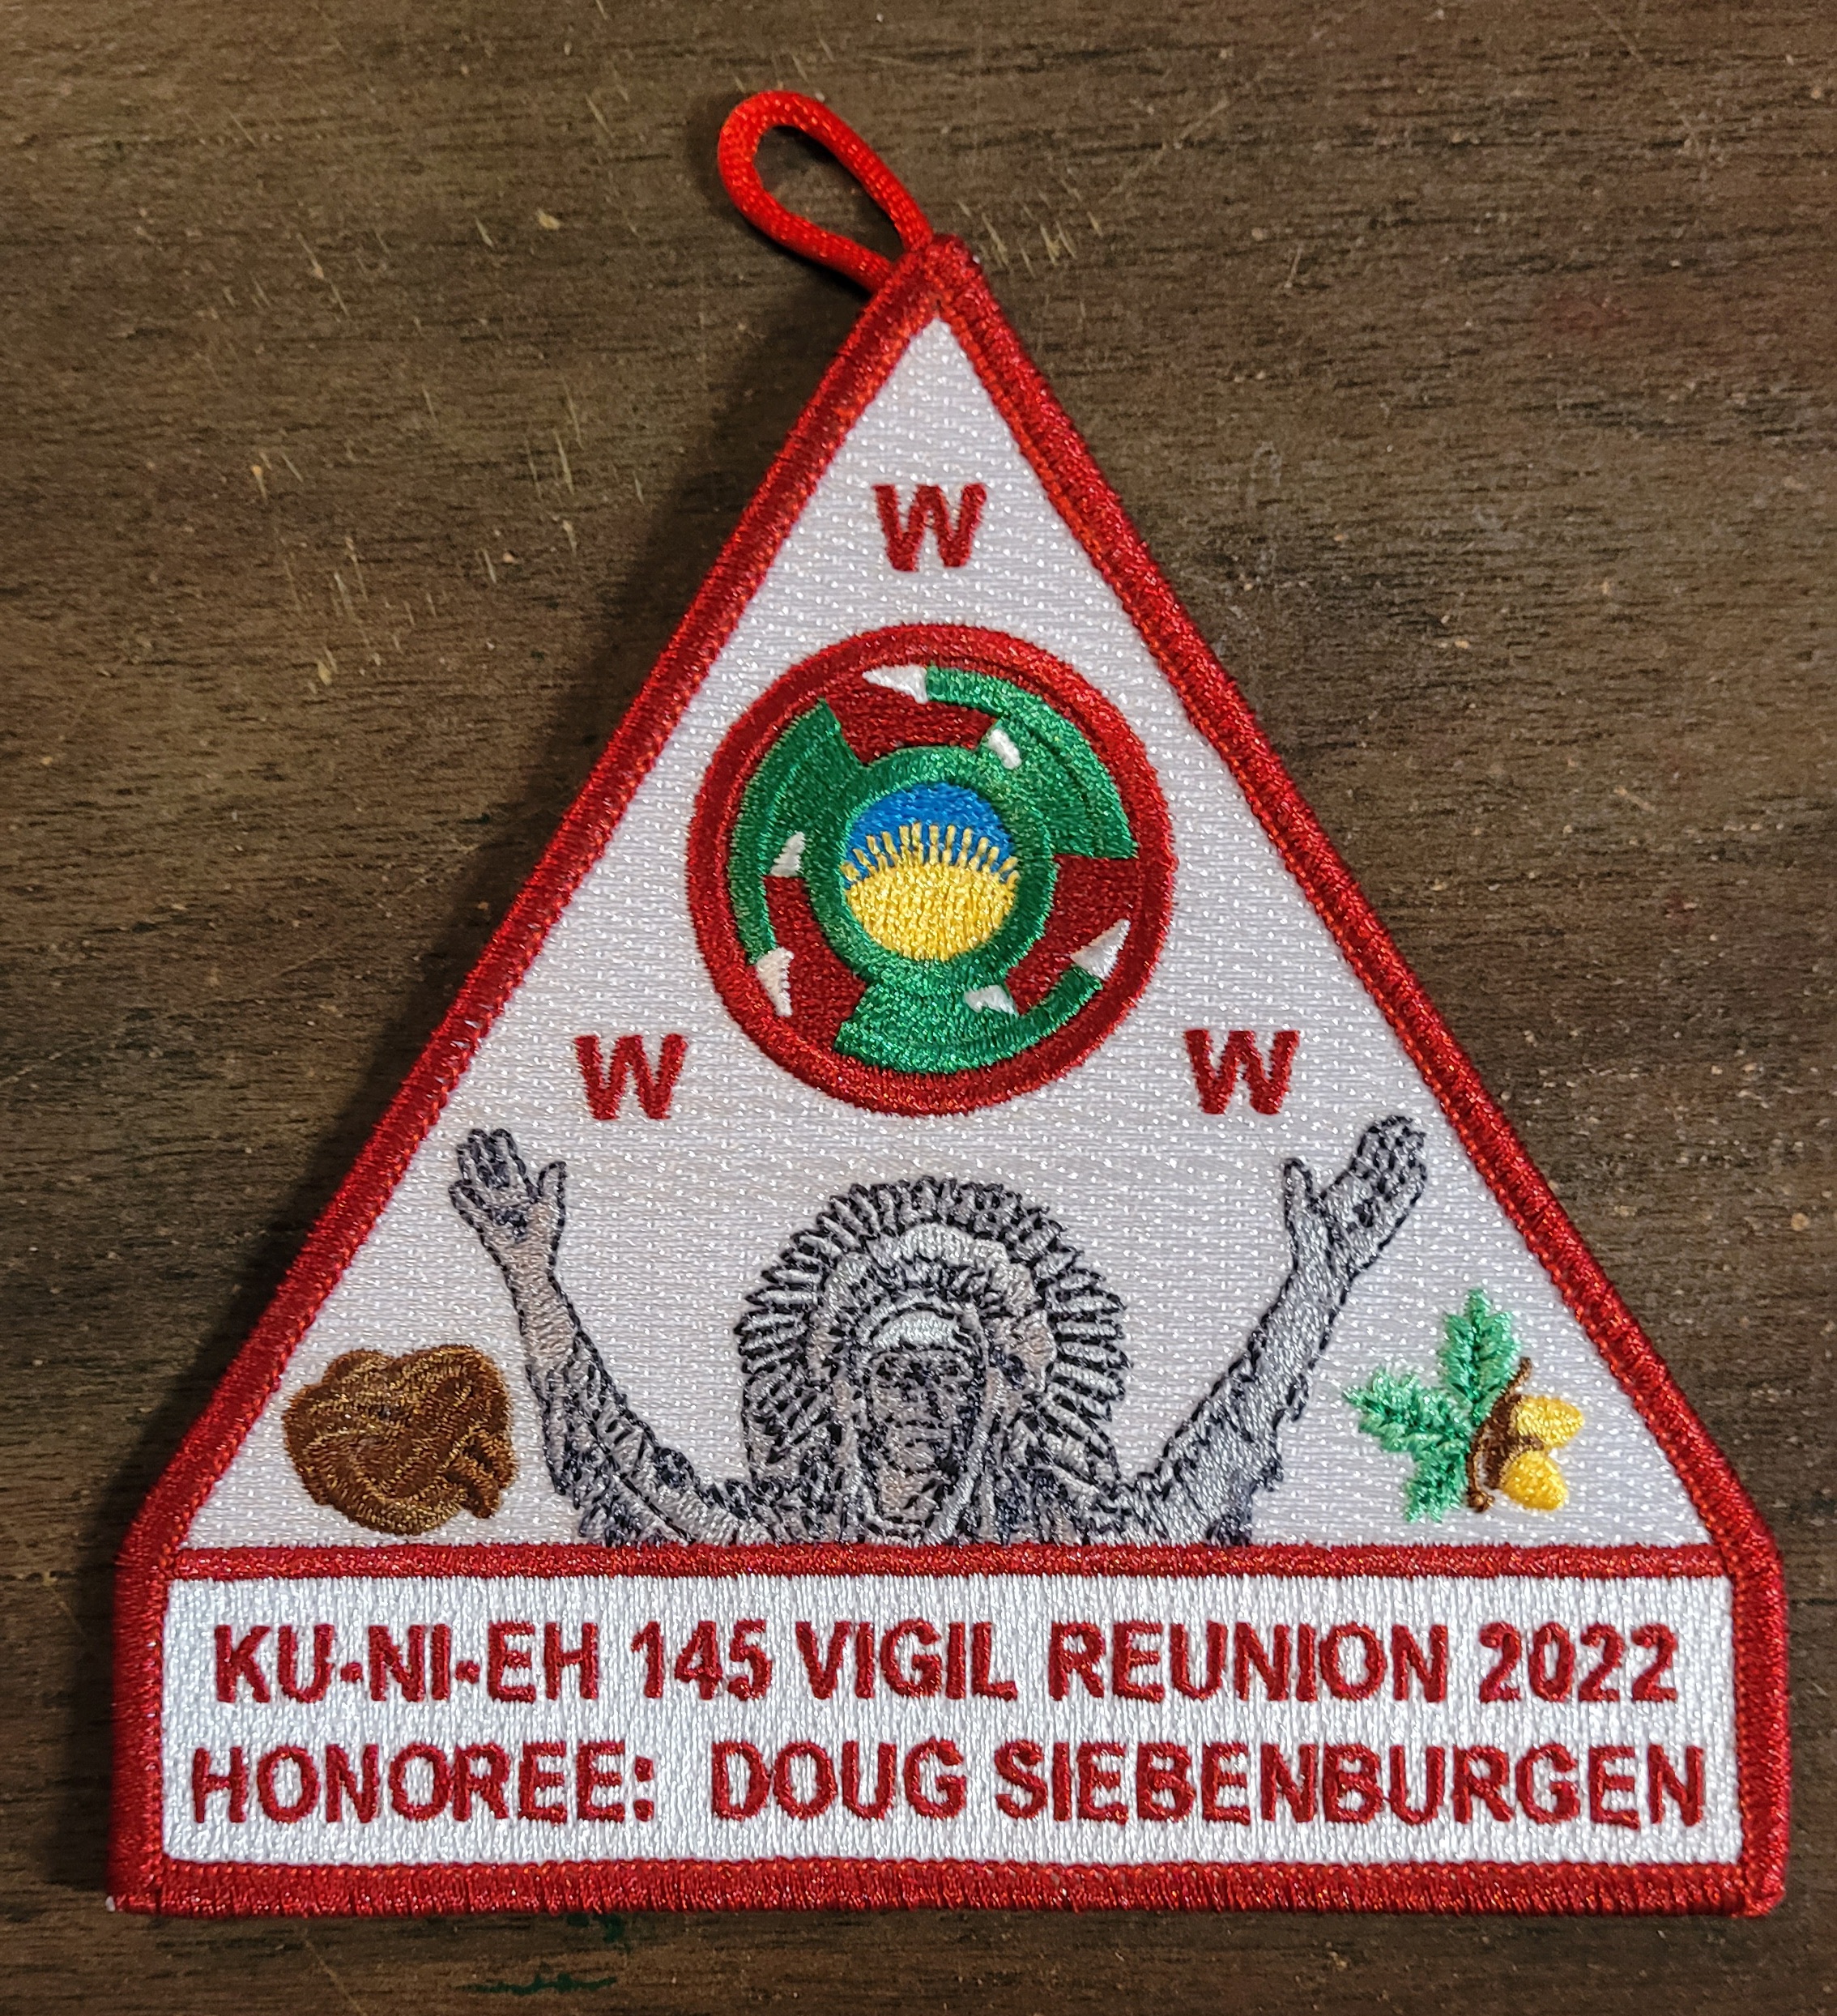 W
W W
KU-NI-EH 145 VIGIL REUNION 2022
HONOREE: DOUG SIEBENBURGEN